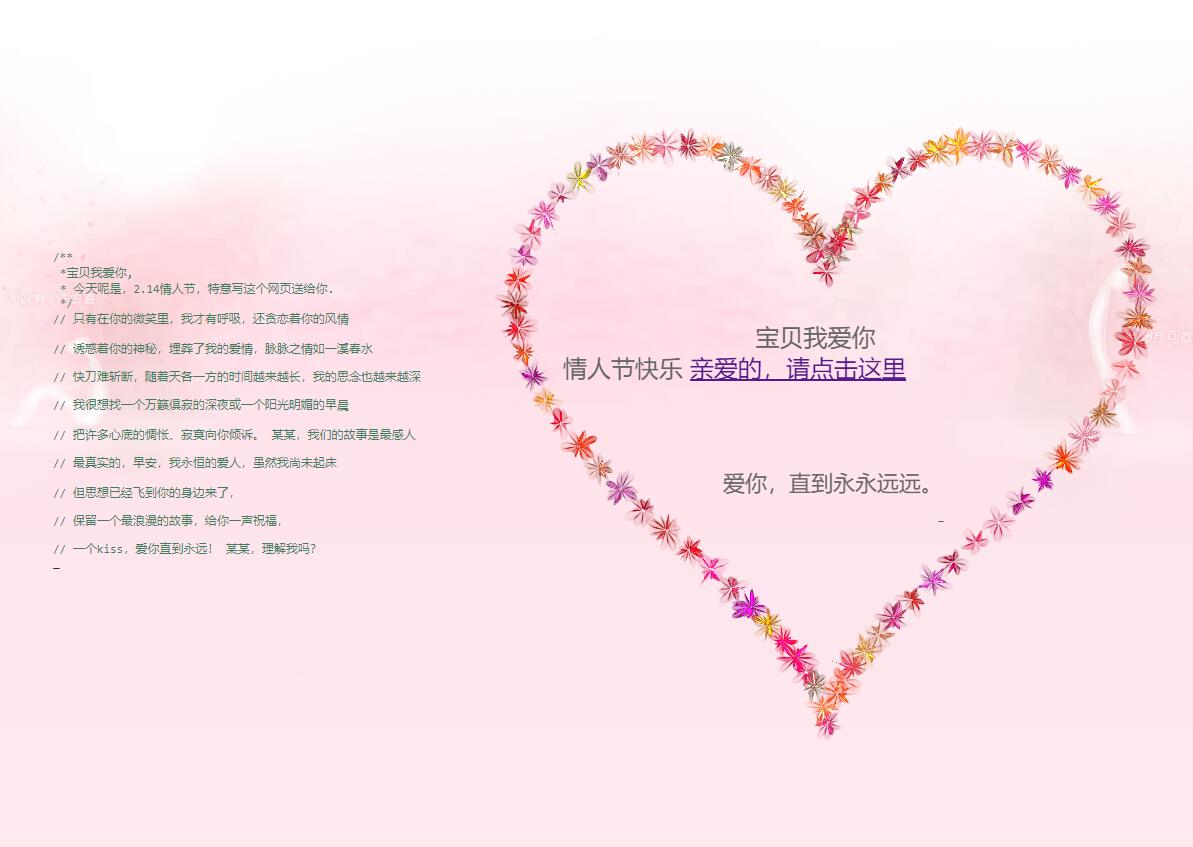 /**
*宝贝我爱你,
* 今天呢是，2.14情人节，特意写这个网页送给你.
*/
// 只有在你的微笑里，我才有呼吸，还贪恋着你的风情
// 诱惑着你的神秘，埋葬了我的爱情，脉脉之情如一溪春水
// 快刀难斩断，随着天各一方的时间越来越长，我的思念也越来越深
// 我很想找一个万籁俱寂的深夜或一个阳光明媚的早晨
// 把许多心底的惆怅、寂寞向你倾诉。 某某，我们的故事是最感人
// 最真实的，早安，我永恒的爱人，虽然我尚未起床
// 但思想已经飞到你的身边来了，
// 保留一个最浪漫的故事，给你一声祝福，
// 一个kiss，爱你直到永远！ 某某，理解我吗？
_
宝贝我爱你
情人节快乐 亲爱的，请点击这里
爱你，直到永永远远。
_